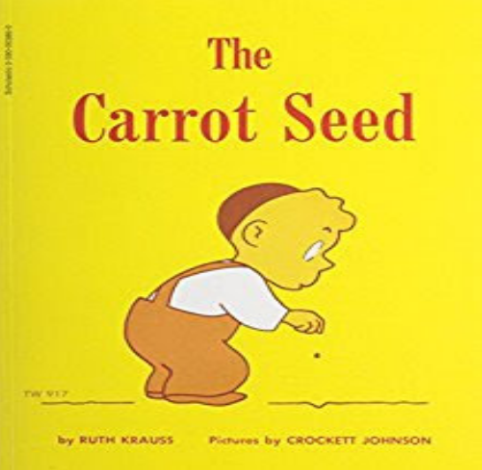 The
Carrot Seed
TW 917
by RUTH KRAUSS Pictures by CROCKETT JOHNSON